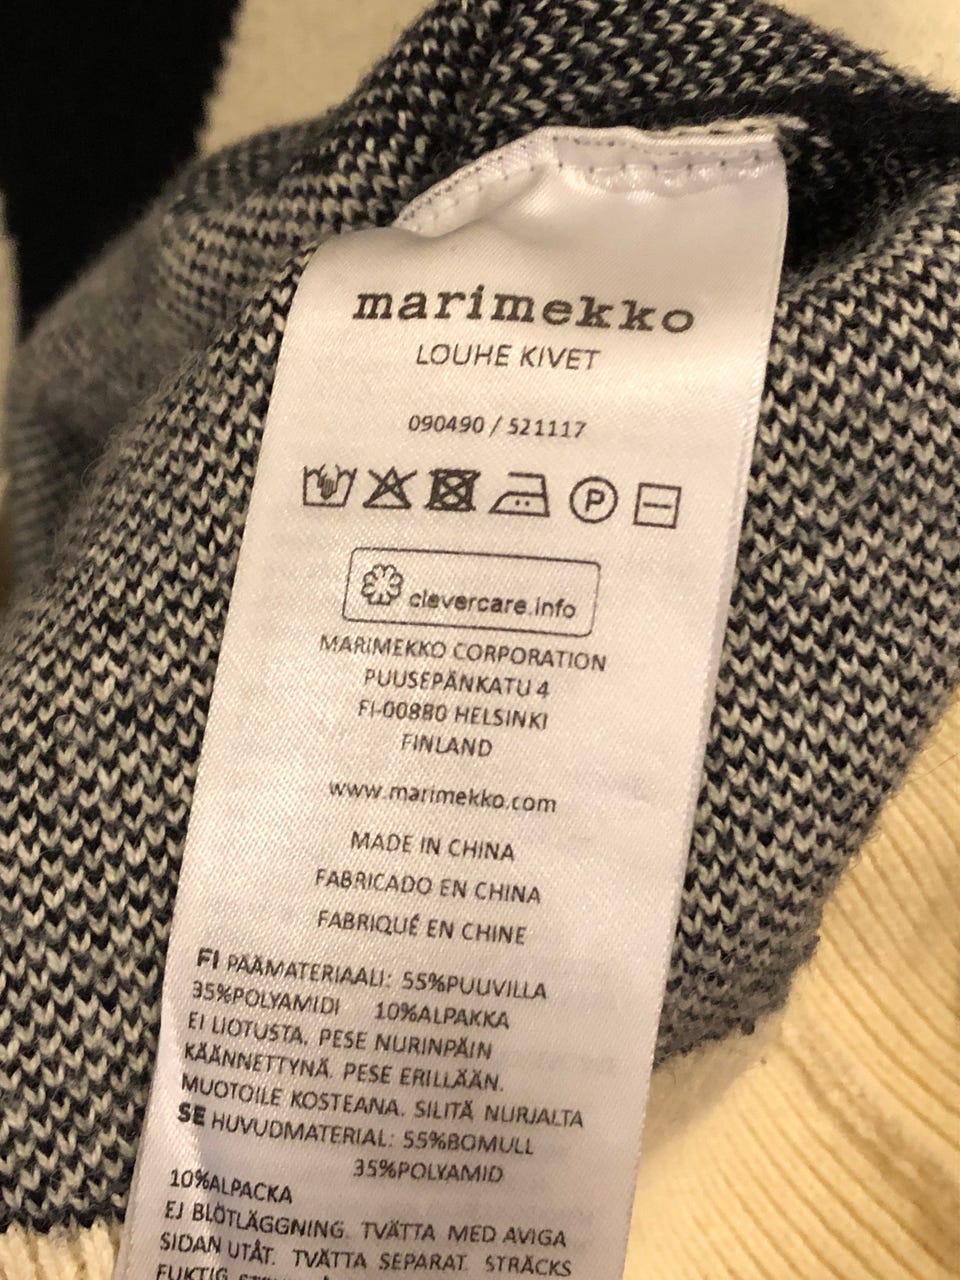 marimekko
LOUHE KIVET
090490 / 521117
P
clevercare.info
MARIMEKKO CORPORATION
PUUSEPÄNKATU 4
FI-00880 HELSINKI
FINLAND
www.marimekko.com
MADE IN CHINA
FABRICADO EN CHINA
FABRIQUÉ EN CHINE
FI PÄÄMATERIAALI: 55%PUUVILLA
35%POLYAMIDI 10%ALPAKKA
EI LIOTUSTA. PESE NURINPÄIN
KÄÄNNETTYNÄ. PESE ERILLÄÄN.
MUOTOILE KOSTEANA. SILITÄ NURJALTA
SE HUVUDMATERIAL: 55%BOMULL
35%POLYAMID
10%ALPACKA
EJ BLÖTLÄGGNING. TVÄTTA MED AVIGA
SIDAN UTÅT. TVÄTTA SEPARAT. STRÄCKS
FUKTIG